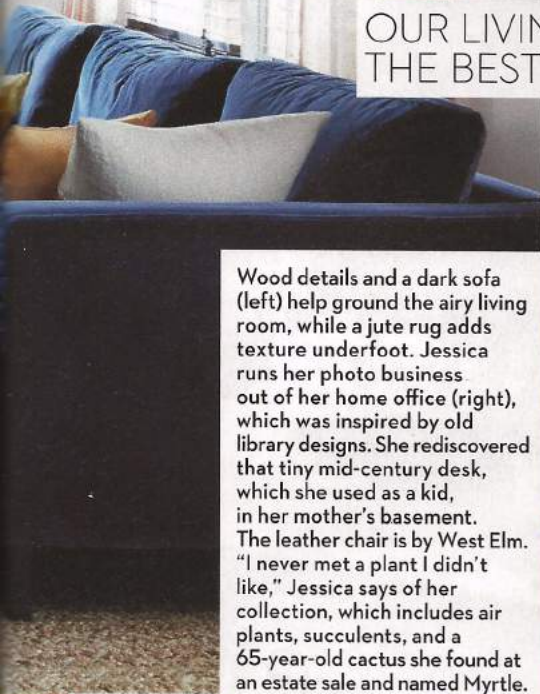 OUR LIVIN
THE BEST
Wood details and a dark sofa
(left) help ground the airy living
room, while a jute rug adds
texture underfoot. Jessica
runs her photo business
out of her home office (right),
which was inspired by old
library designs. She rediscovered
that tiny mid-century desk,
which she used as a kid,
in her mother's basement.
The leather chair is by West Elm.
"I never met a plant I didn't
like," Jessica says of her
collection, which includes air
plants, succulents, and a
65-year-old cactus she found at
an estate sale and named Myrtle.